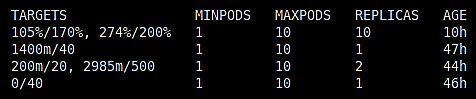 TARGETS MINPODS MAXPODS REPLICAS AGE
105%/170%, 274%/200% 1 10 10 10h
1400m/40 1 10 1 47h
200m/20, 2985m/500 1 10 2 44h
0/40 1 10 1 46h